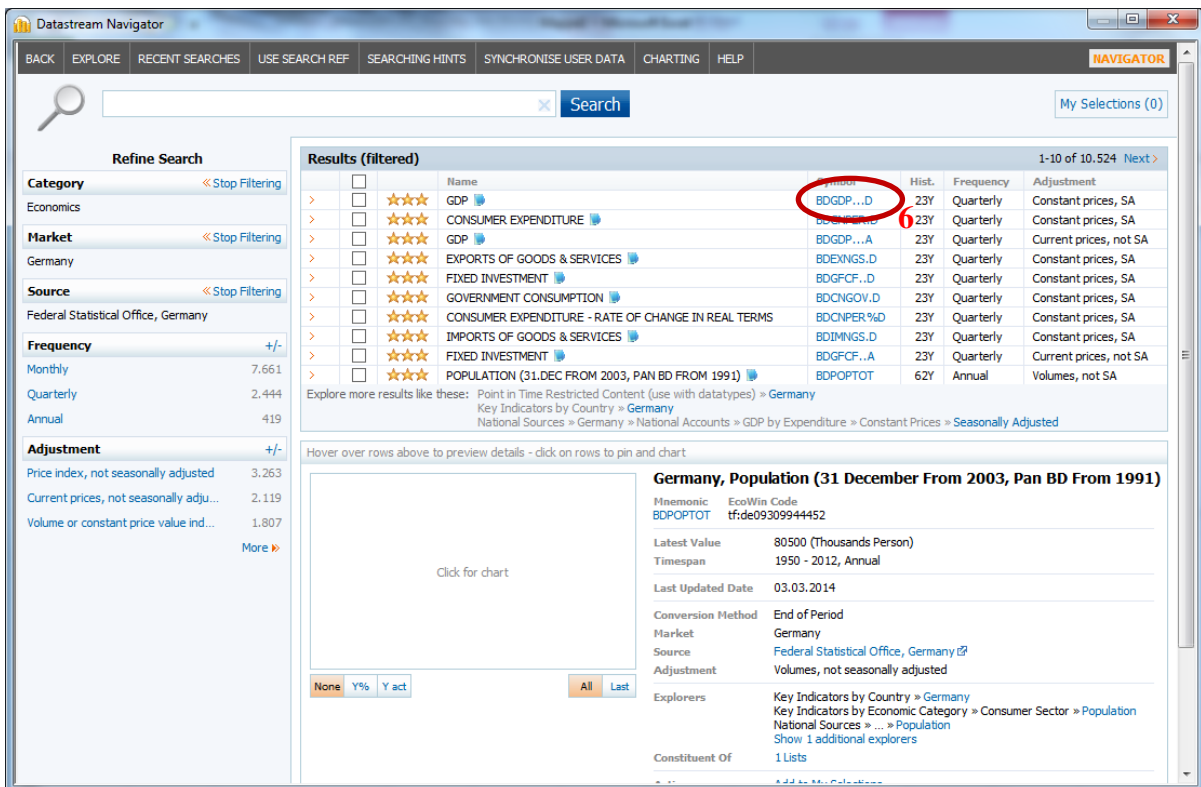 Datastream Navigator
BACK EXPLORE RECENT SEARCHES USE SEARCH REF SEARCHING HINTS SYNCHRONISE USER DATA CHARTING HELP NAVIGATOR
Search My Selections (0)
Refine Search
Category « Stop Filtering
Economics
Market « Stop Filtering
Germany
Source « Stop Filtering
Federal Statistical Office, Germany
Frequency +/-
Monthly 7.661
Quarterly 2.444
Annual 419
Adjustment +/-
Price index, not seasonally adjusted 3.263
Current prices, not seasonally adju... 2.119
Volume or constant price value ind... 1.807
More »
Results (filtered) 1-10 of 10.524 Next >
Name Symbol Hist. Frequency Adjustment
> GDP BDGDP...D 23Y Quarterly Constant prices, SA
6
> CONSUMER EXPENDITURE BDCNPER.D 23Y Quarterly Constant prices, SA
> GDP BDGDP...A 23Y Quarterly Current prices, not SA
> EXPORTS OF GOODS & SERVICES BDEXNGS.D 23Y Quarterly Constant prices, SA
> FIXED INVESTMENT BDGFCF..D 23Y Quarterly Constant prices, SA
> GOVERNMENT CONSUMPTION BDCNGOV.D 23Y Quarterly Constant prices, SA
> CONSUMER EXPENDITURE - RATE OF CHANGE IN REAL TERMS BDCNPER%D 23Y Quarterly Constant prices, SA
> IMPORTS OF GOODS & SERVICES BDIMNGS.D 23Y Quarterly Constant prices, SA
> FIXED INVESTMENT BDGFCF..A 23Y Quarterly Current prices, not SA
> POPULATION (31.DEC FROM 2003, PAN BD FROM 1991) BDPOPTOT 62Y Annual Volumes, not SA
Explore more results like these: Point in Time Restricted Content (use with datatypes) » Germany
Key Indicators by Country » Germany
National Sources » Germany » National Accounts » GDP by Expenditure » Constant Prices » Seasonally Adjusted
Hover over rows above to preview details - click on rows to pin and chart
Click for chart
None Y% Y act All Last
Germany, Population (31 December From 2003, Pan BD From 1991)
Mnemonic EcoWin Code
BDPOPTOT tf:de09309944452
Latest Value 80500 (Thousands Person)
Timespan 1950 - 2012, Annual
Last Updated Date 03.03.2014
Conversion Method End of Period
Market Germany
Source Federal Statistical Office, Germany
Adjustment Volumes, not seasonally adjusted
Explorers Key Indicators by Country » Germany
Key Indicators by Economic Category » Consumer Sector » Population
National Sources » ... » Population
Show 1 additional explorers
Constituent Of 1 Lists
Add to My Selections